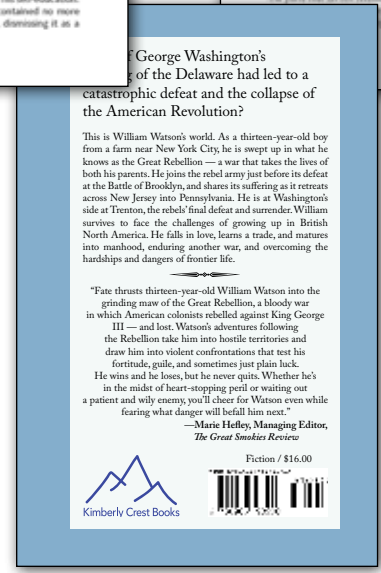 his self-education.
contained no more
, dismissing it as a
f George Washington's
g of the Delaware had led to a
catastrophic defeat and the collapse of
the American Revolution?
This is William Watson's world. As a thirteen-year-old boy
from a farm near New York City, he is swept up in what he
knows as the Great Rebellion — a war that takes the lives of
both his parents. He joins the rebel army just before its defeat
at the Battle of Brooklyn, and shares its suffering as it retreats
across New Jersey into Pennsylvania. He is at Washington's
side at Trenton, the rebels' final defeat and surrender. William
survives to face the challenges of growing up in British
North America. He falls in love, learns a trade, and matures
into manhood, enduring another war, and overcoming the
hardships and dangers of frontier life.
"Fate thrusts thirteen-year-old William Watson into the
grinding maw of the Great Rebellion, a bloody war
in which American colonists rebelled against King George
III — and lost. Watson's adventures following
the Rebellion take him into hostile territories and
draw him into violent confrontations that test his
fortitude, guile, and sometimes just plain luck.
He wins and he loses, but he never quits. Whether he's
in the midst of heart-stopping peril or waiting out
a patient and wily enemy, you'll cheer for Watson even while
fearing what danger will befall him next."
—Marie Hefley, Managing Editor,
The Great Smokies Review
Fiction / $16.00
Kimberly Crest Books